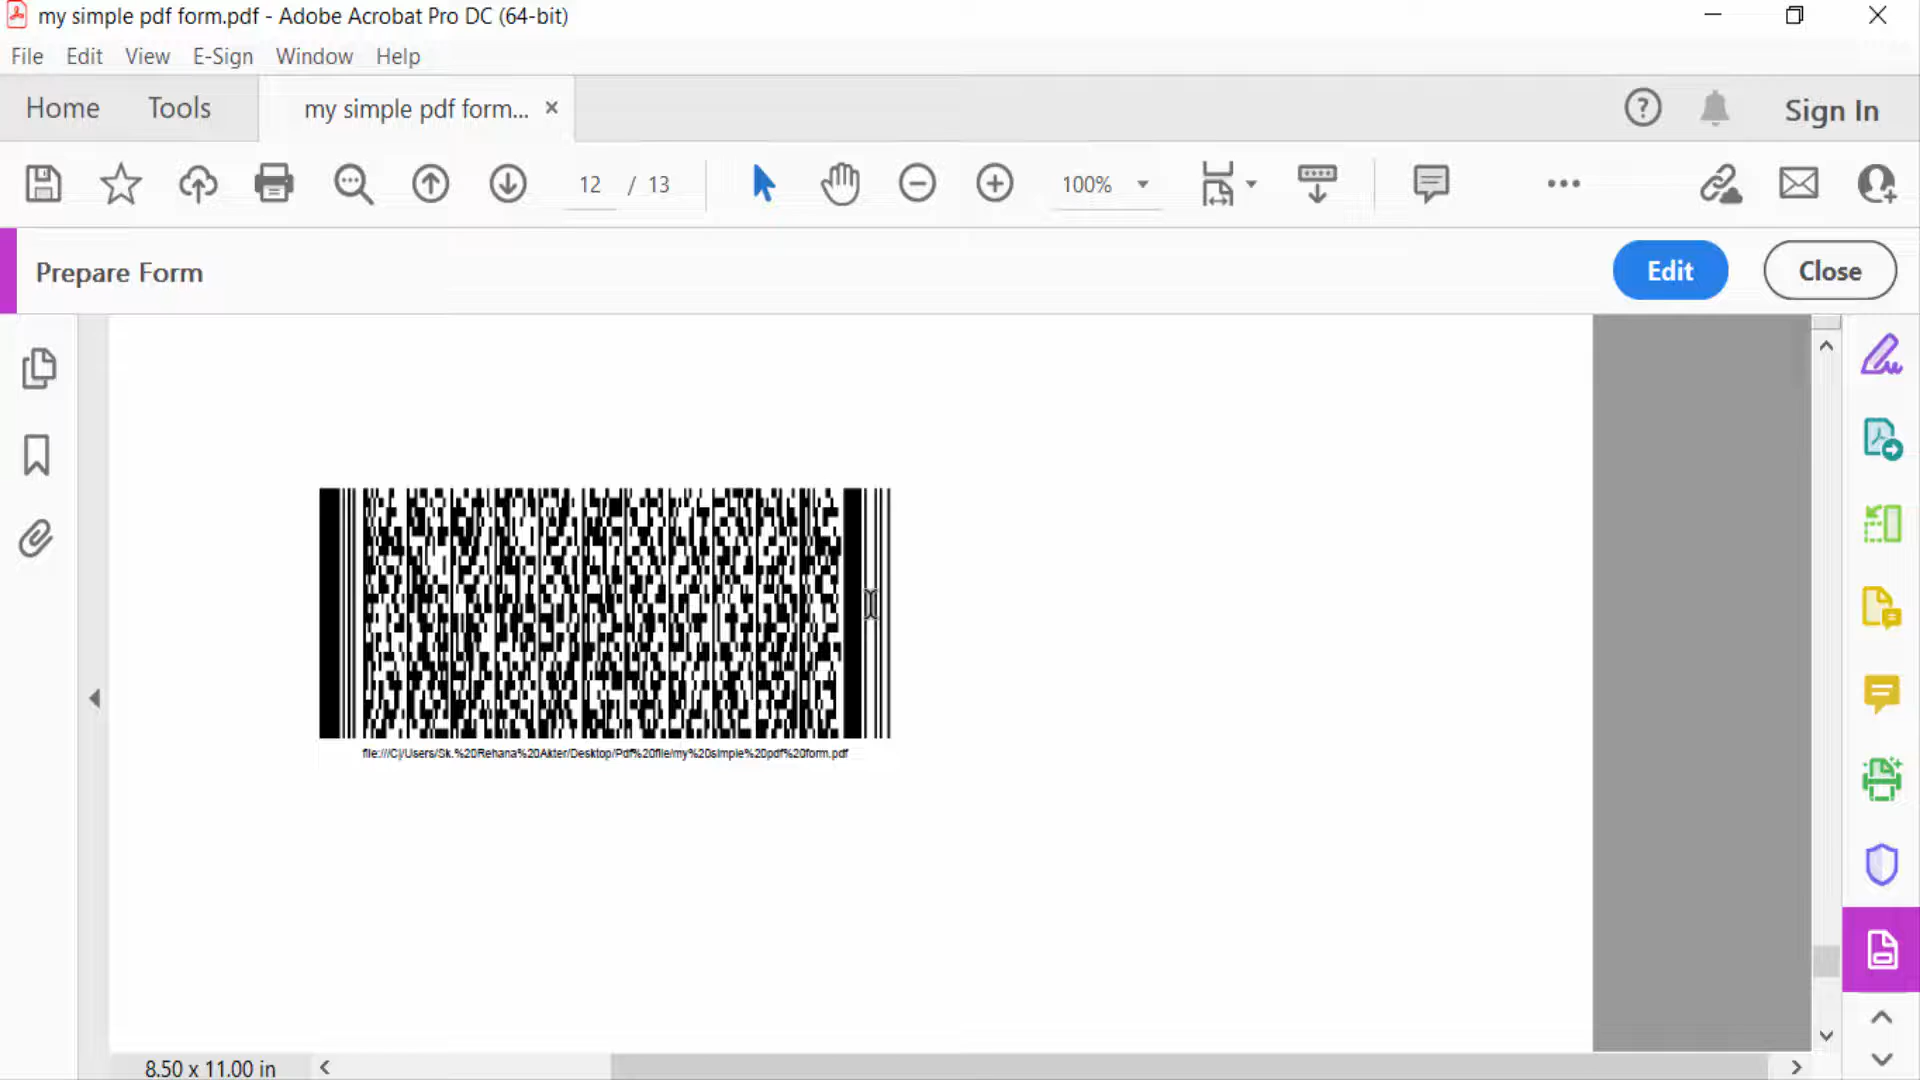 my simple pdf form.pdf - Adobe Acrobat Pro DC (64-bit)
File Edit View E-Sign Window Help
Home Tools my simple pdf form... Sign In
12 / 13 100%
Prepare Form Edit Close
file:///C|/Users/Sk.%20Rehana%20Akter/Desktop/Pdf%20file/my%20simple%20pdf%20form.pdf
8.50 x 11.00 in